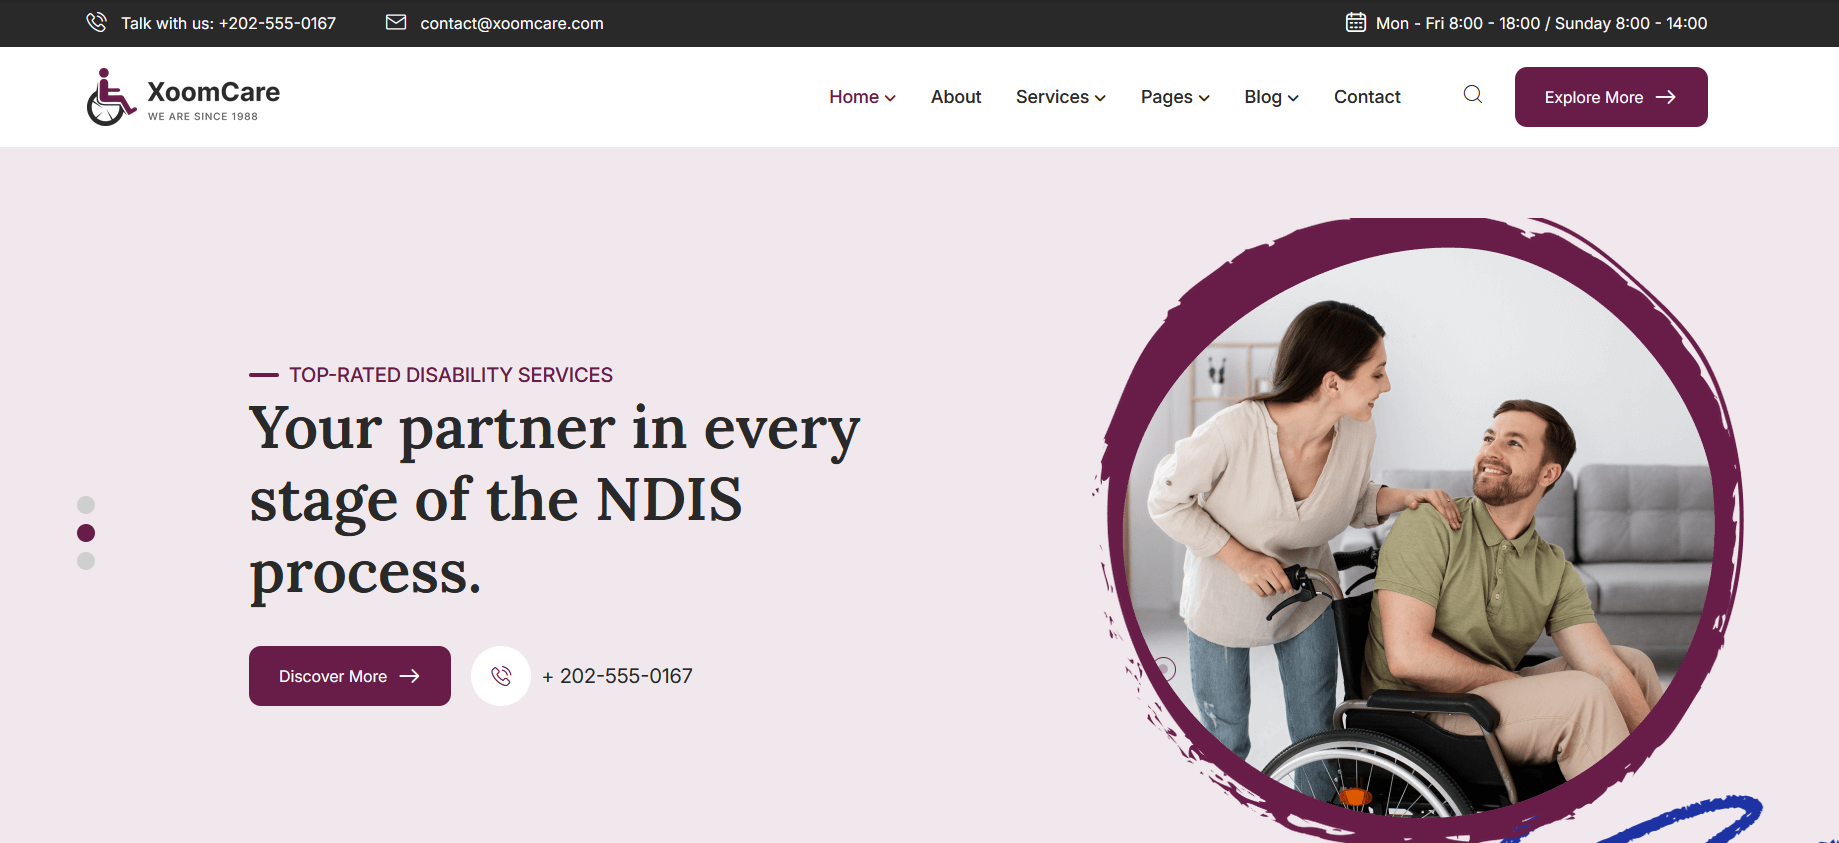 Talk with us: +202-555-0167
contact@xoomcare.com
Mon - Fri 8:00 - 18:00 / Sunday 8:00 - 14:00
XoomCare
WE ARE SINCE 1988
Home
About
Services
Pages
Blog
Contact
Explore More
TOP-RATED DISABILITY SERVICES
Your partner in every
stage of the NDIS
process.
Discover More
+ 202-555-0167